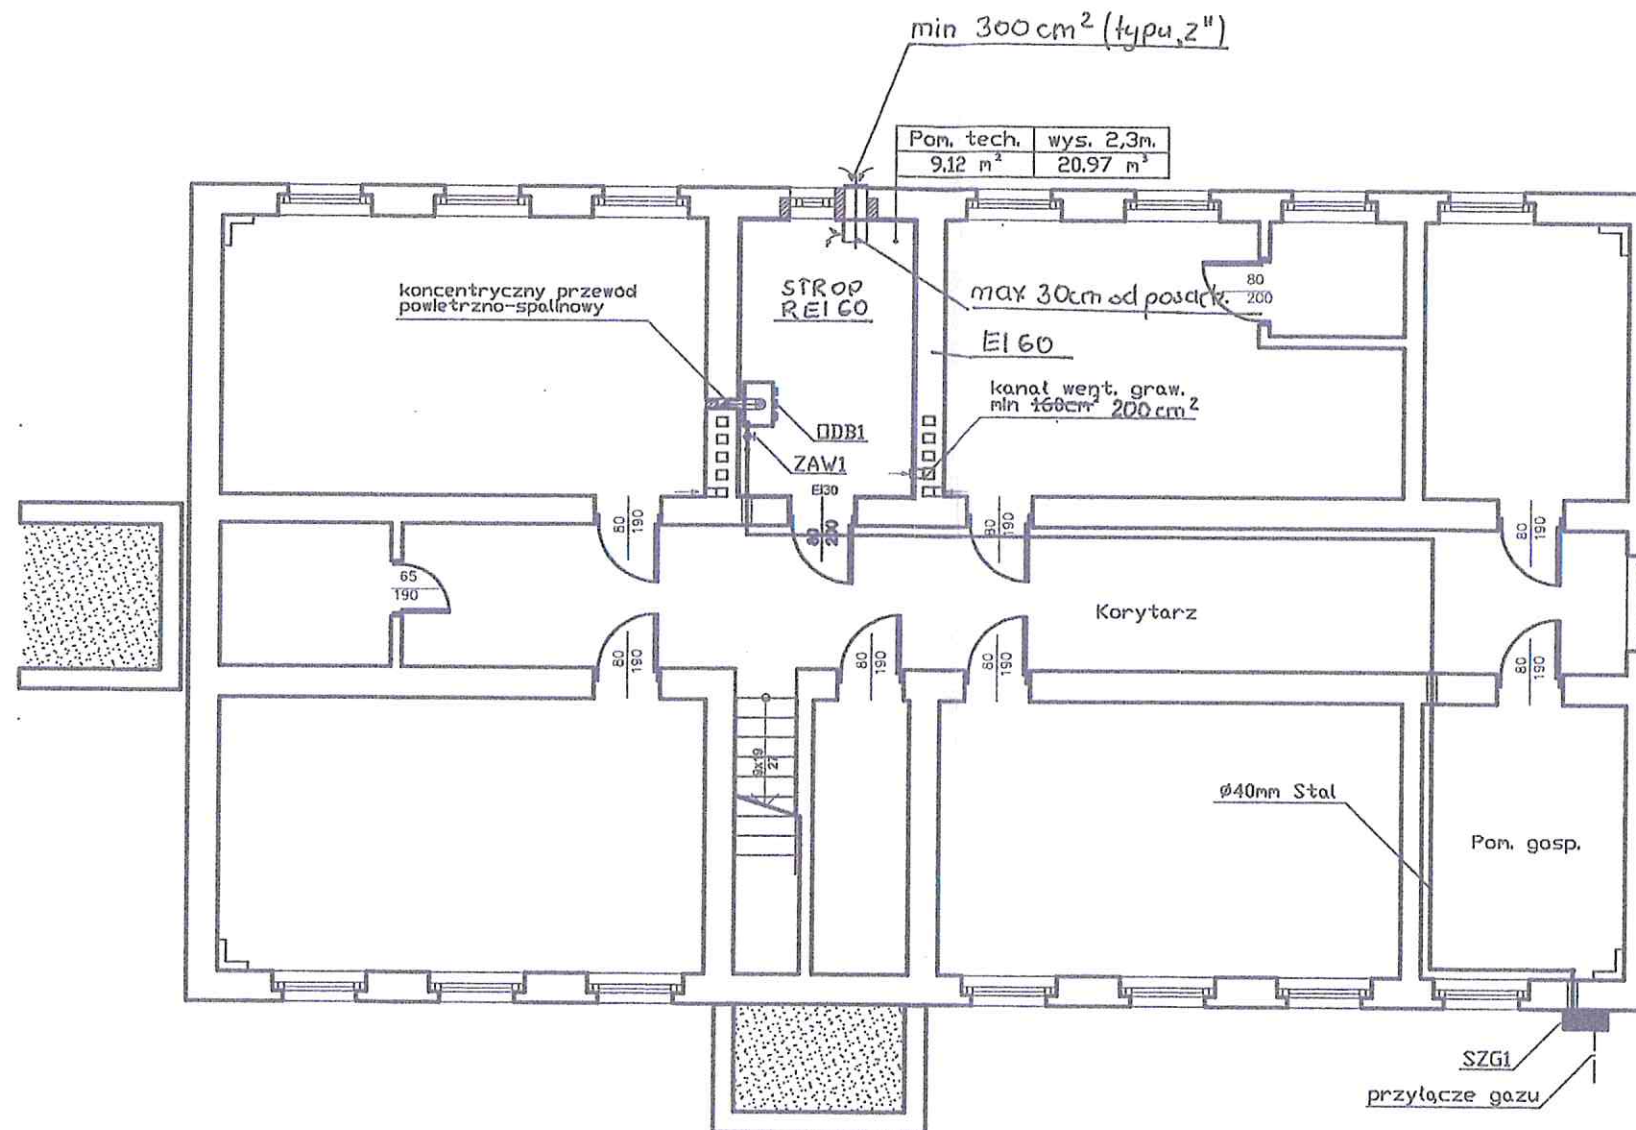 min 300 cm² (typu „z")
Pom. tech. wys. 2,3m.
9.12 m² 20.97 m³
koncentryczny przewód
powietrzno-spalinowy
STROP
REI 60
max 30cm od posadz.
80
200
EI 60
kanał went. graw.
min 160cm² 200 cm²
ODB1
ZAW1
EI30
80
190
80
200
80
190
80
190
65
190
Korytarz
80
190
80
190
80
190
80
190
9x19
27
ø40mm Stal
Pom. gosp.
SZG1
przyłącze gazu